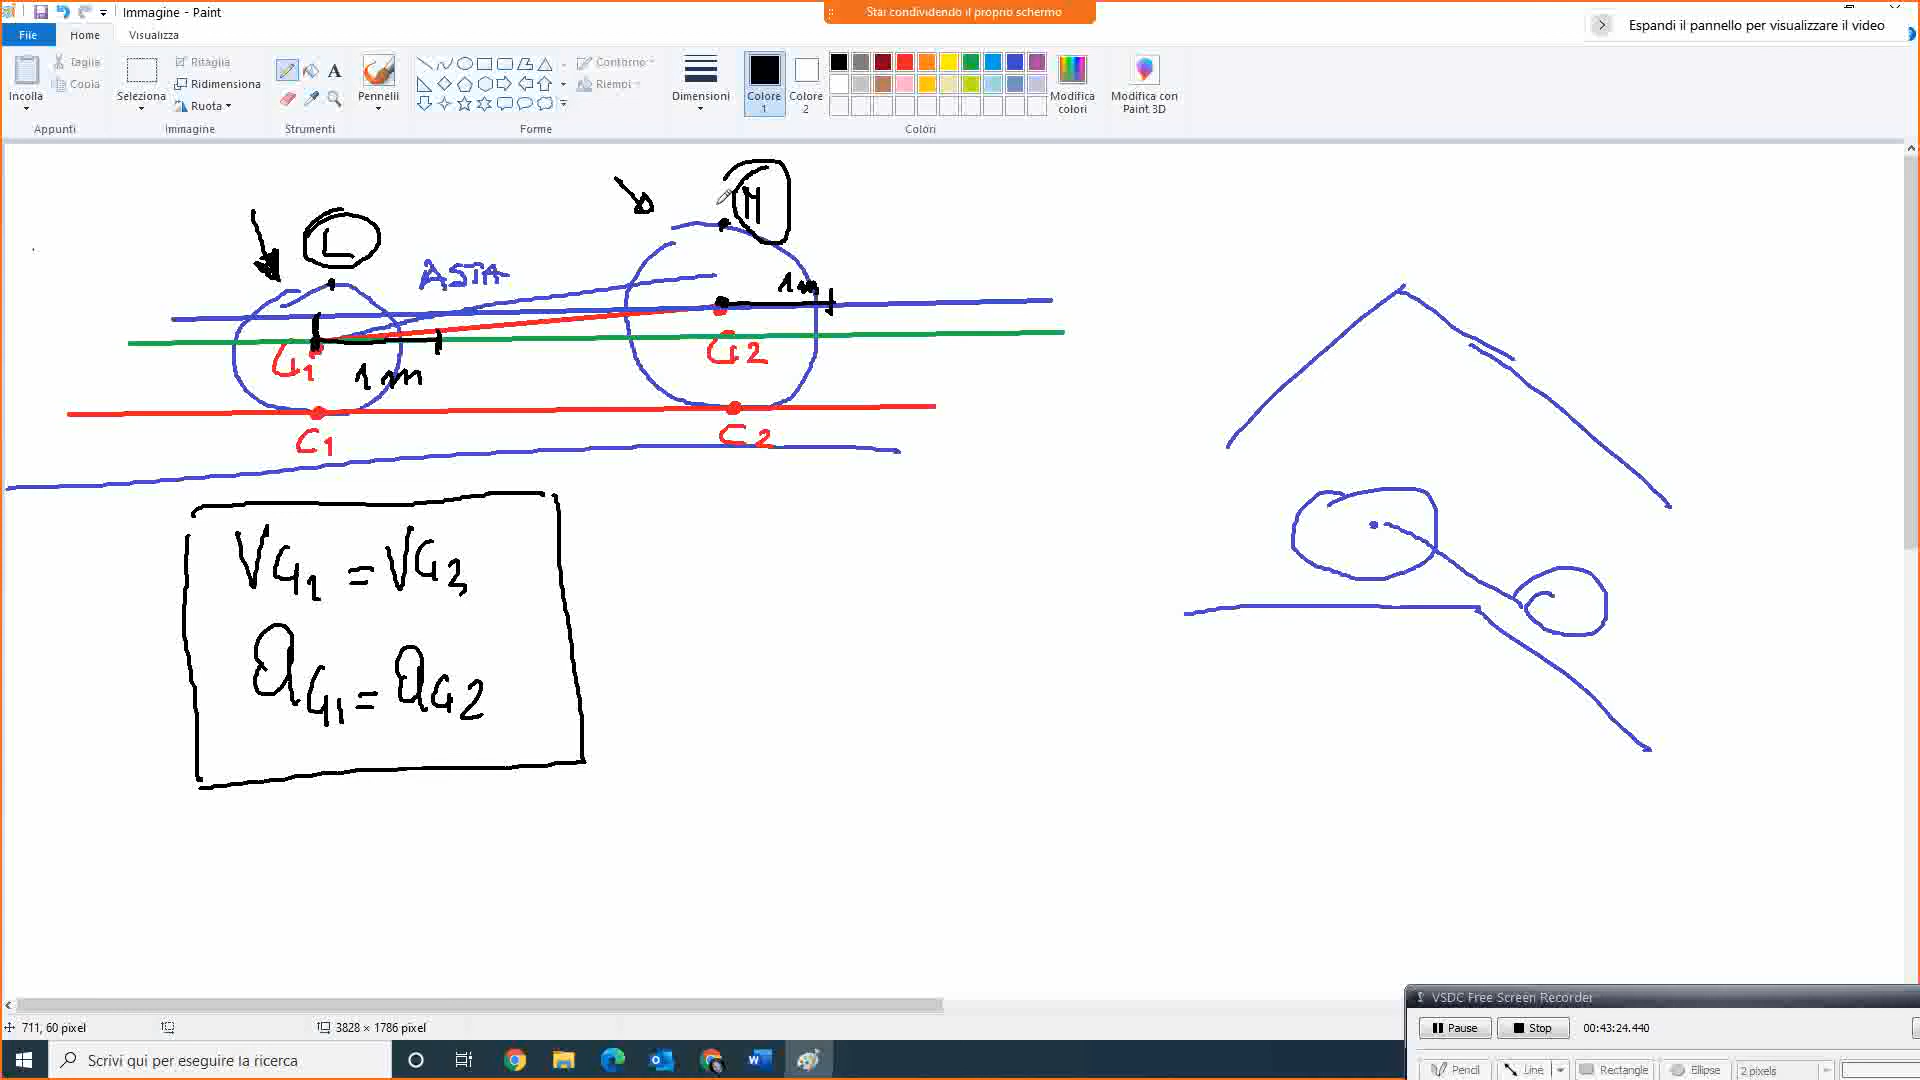 Immagine - Paint
Stai condividendo il proprio schermo
Espandi il pannello per visualizzare il video
File
Home
Visualizza
Incolla
Taglia
Copia
Appunti
Seleziona
Ritaglia
Ridimensiona
Ruota
Immagine
A
Strumenti
Pennelli
Contorno
Riempi
Forme
Dimensioni
Colore 1
Colore 2
Modifica colori
Modifica con Paint 3D
Colori
L
M
ASTA
1m
G1
1m
G2
C1
C2
VG1 = VG2
aG1 = aG2
711, 60 pixel
3828 × 1786 pixel
VSDC Free Screen Recorder
Pause
Stop
00:43:24.440
Pencil
Line
Rectangle
Ellipse
2 pixels
Scrivi qui per eseguire la ricerca